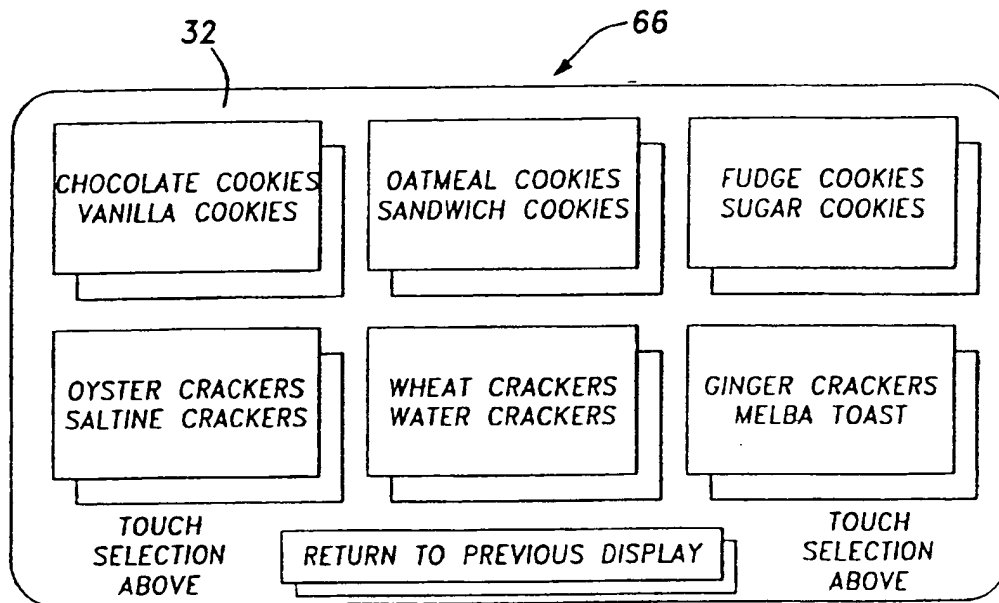 32
66
CHOCOLATE COOKIES
VANILLA COOKIES
OATMEAL COOKIES
SANDWICH COOKIES
FUDGE COOKIES
SUGAR COOKIES
OYSTER CRACKERS
SALTINE CRACKERS
WHEAT CRACKERS
WATER CRACKERS
GINGER CRACKERS
MELBA TOAST
TOUCH
SELECTION
ABOVE
RETURN TO PREVIOUS DISPLAY
TOUCH
SELECTION
ABOVE